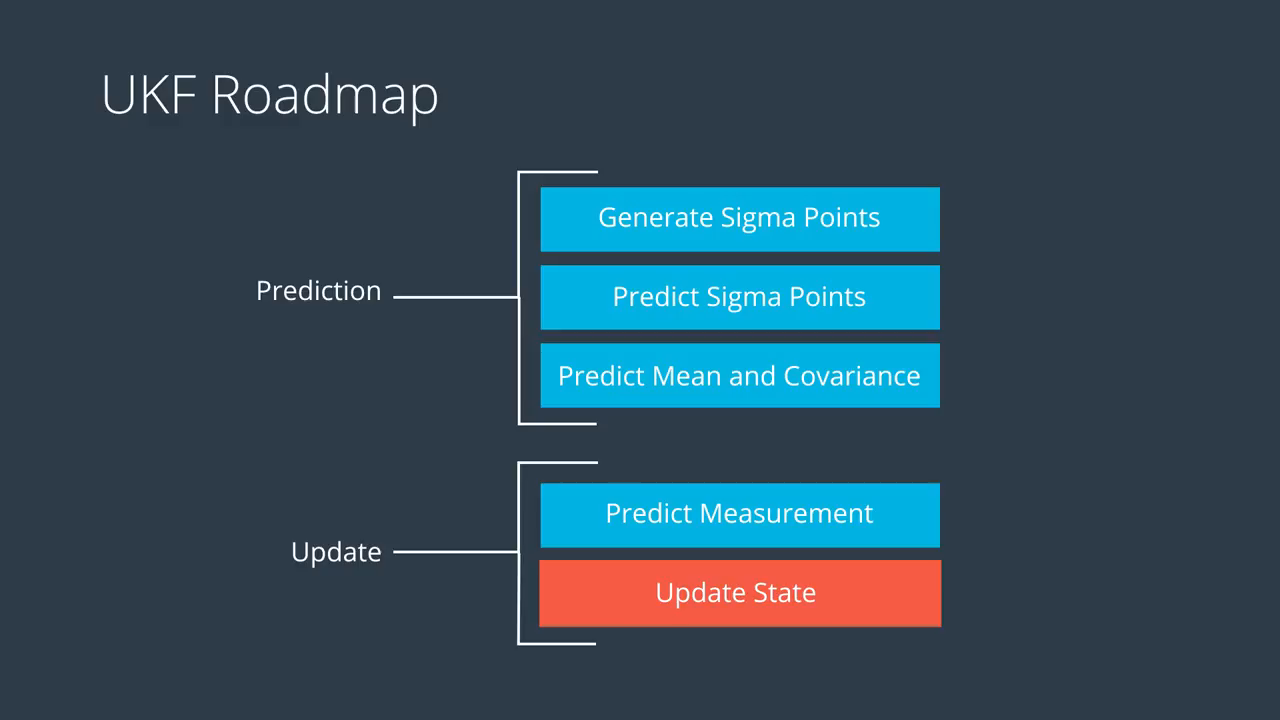 UKF Roadmap
Prediction
Generate Sigma Points
Predict Sigma Points
Predict Mean and Covariance
Update
Predict Measurement
Update State